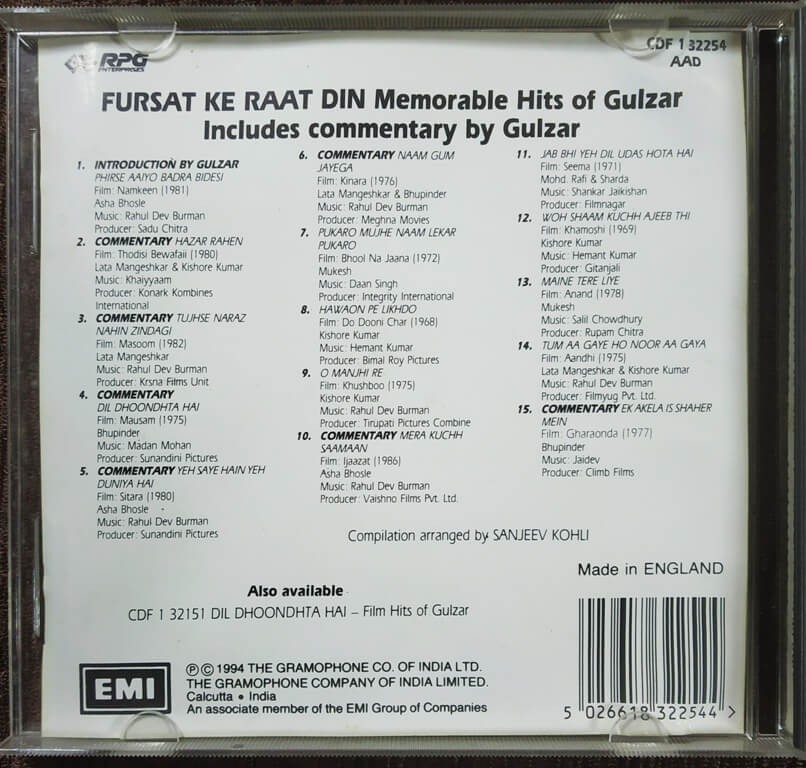 RPG
ENTERPRISES
CDF 1 32254
AAD
FURSAT KE RAAT DIN Memorable Hits of Gulzar
Includes commentary by Gulzar
1. INTRODUCTION BY GULZAR
PHIRSE AAIYO BADRA BIDESI
Film: Namkeen (1981)
Asha Bhosle
Music: Rahul Dev Burman
Producer: Sadu Chitra
2. COMMENTARY HAZAR RAHEN
Film: Thodisi Bewafaii (1980)
Lata Mangeshkar & Kishore Kumar
Music: Khaiyyaam
Producer: Konark Kombines
International
3. COMMENTARY TUJHSE NARAZ
NAHIN ZINDAGI
Film: Masoom (1982)
Lata Mangeshkar
Music: Rahul Dev Burman
Producer: Krsna Films Unit
4. COMMENTARY
DIL DHOONDHTA HAI
Film: Mausam (1975)
Bhupinder
Music: Madan Mohan
Producer: Sunandini Pictures
5. COMMENTARY YEH SAYE HAIN YEH
DUNIYA HAI
Film: Sitara (1980)
Asha Bhosle
Music: Rahul Dev Burman
Producer: Sunandini Pictures
6. COMMENTARY NAAM GUM
JAYEGA
Film: Kinara (1976)
Lata Mangeshkar & Bhupinder
Music: Rahul Dev Burman
Producer: Meghna Movies
7. PUKARO MUJHE NAAM LEKAR
PUKARO
Film: Bhool Na Jaana (1972)
Mukesh
Music: Daan Singh
Producer: Integrity International
8. HAWAON PE LIKHDO
Film: Do Dooni Char (1968)
Kishore Kumar
Music: Hemant Kumar
Producer: Bimal Roy Pictures
9. O MANJHI RE
Film: Khushboo (1975)
Kishore Kumar
Music: Rahul Dev Burman
Producer: Tirupati Pictures Combine
10. COMMENTARY MERA KUCHH
SAAMAAN
Film: Ijaazat (1986)
Asha Bhosle
Music: Rahul Dev Burman
Producer: Vaishno Films Pvt. Ltd.
11. JAB BHI YEH DIL UDAS HOTA HAI
Film: Seema (1971)
Mohd. Rafi & Sharda
Music: Shankar Jaikishan
Producer: Filmnagar
12. WOH SHAAM KUCHH AJEEB THI
Film: Khamoshi (1969)
Kishore Kumar
Music: Hemant Kumar
Producer: Gitanjali
13. MAINE TERE LIYE
Film: Anand (1978)
Mukesh
Music: Salil Chowdhury
Producer: Rupam Chitra
14. TUM AA GAYE HO NOOR AA GAYA
Film: Aandhi (1975)
Lata Mangeshkar & Kishore Kumar
Music: Rahul Dev Burman
Producer: Filmyug Pvt. Ltd.
15. COMMENTARY EK AKELA IS SHAHER
MEIN
Film: Gharaonda (1977)
Bhupinder
Music: Jaidev
Producer: Climb Films
Compilation arranged by SANJEEV KOHLI
Made in ENGLAND
Also available
CDF 1 32151 DIL DHOONDHTA HAI – Film Hits of Gulzar
EMI
℗ © 1994 THE GRAMOPHONE CO. OF INDIA LTD.
THE GRAMOPHONE COMPANY OF INDIA LIMITED.
Calcutta • India
An associate member of the EMI Group of Companies
5 026618 322544 >